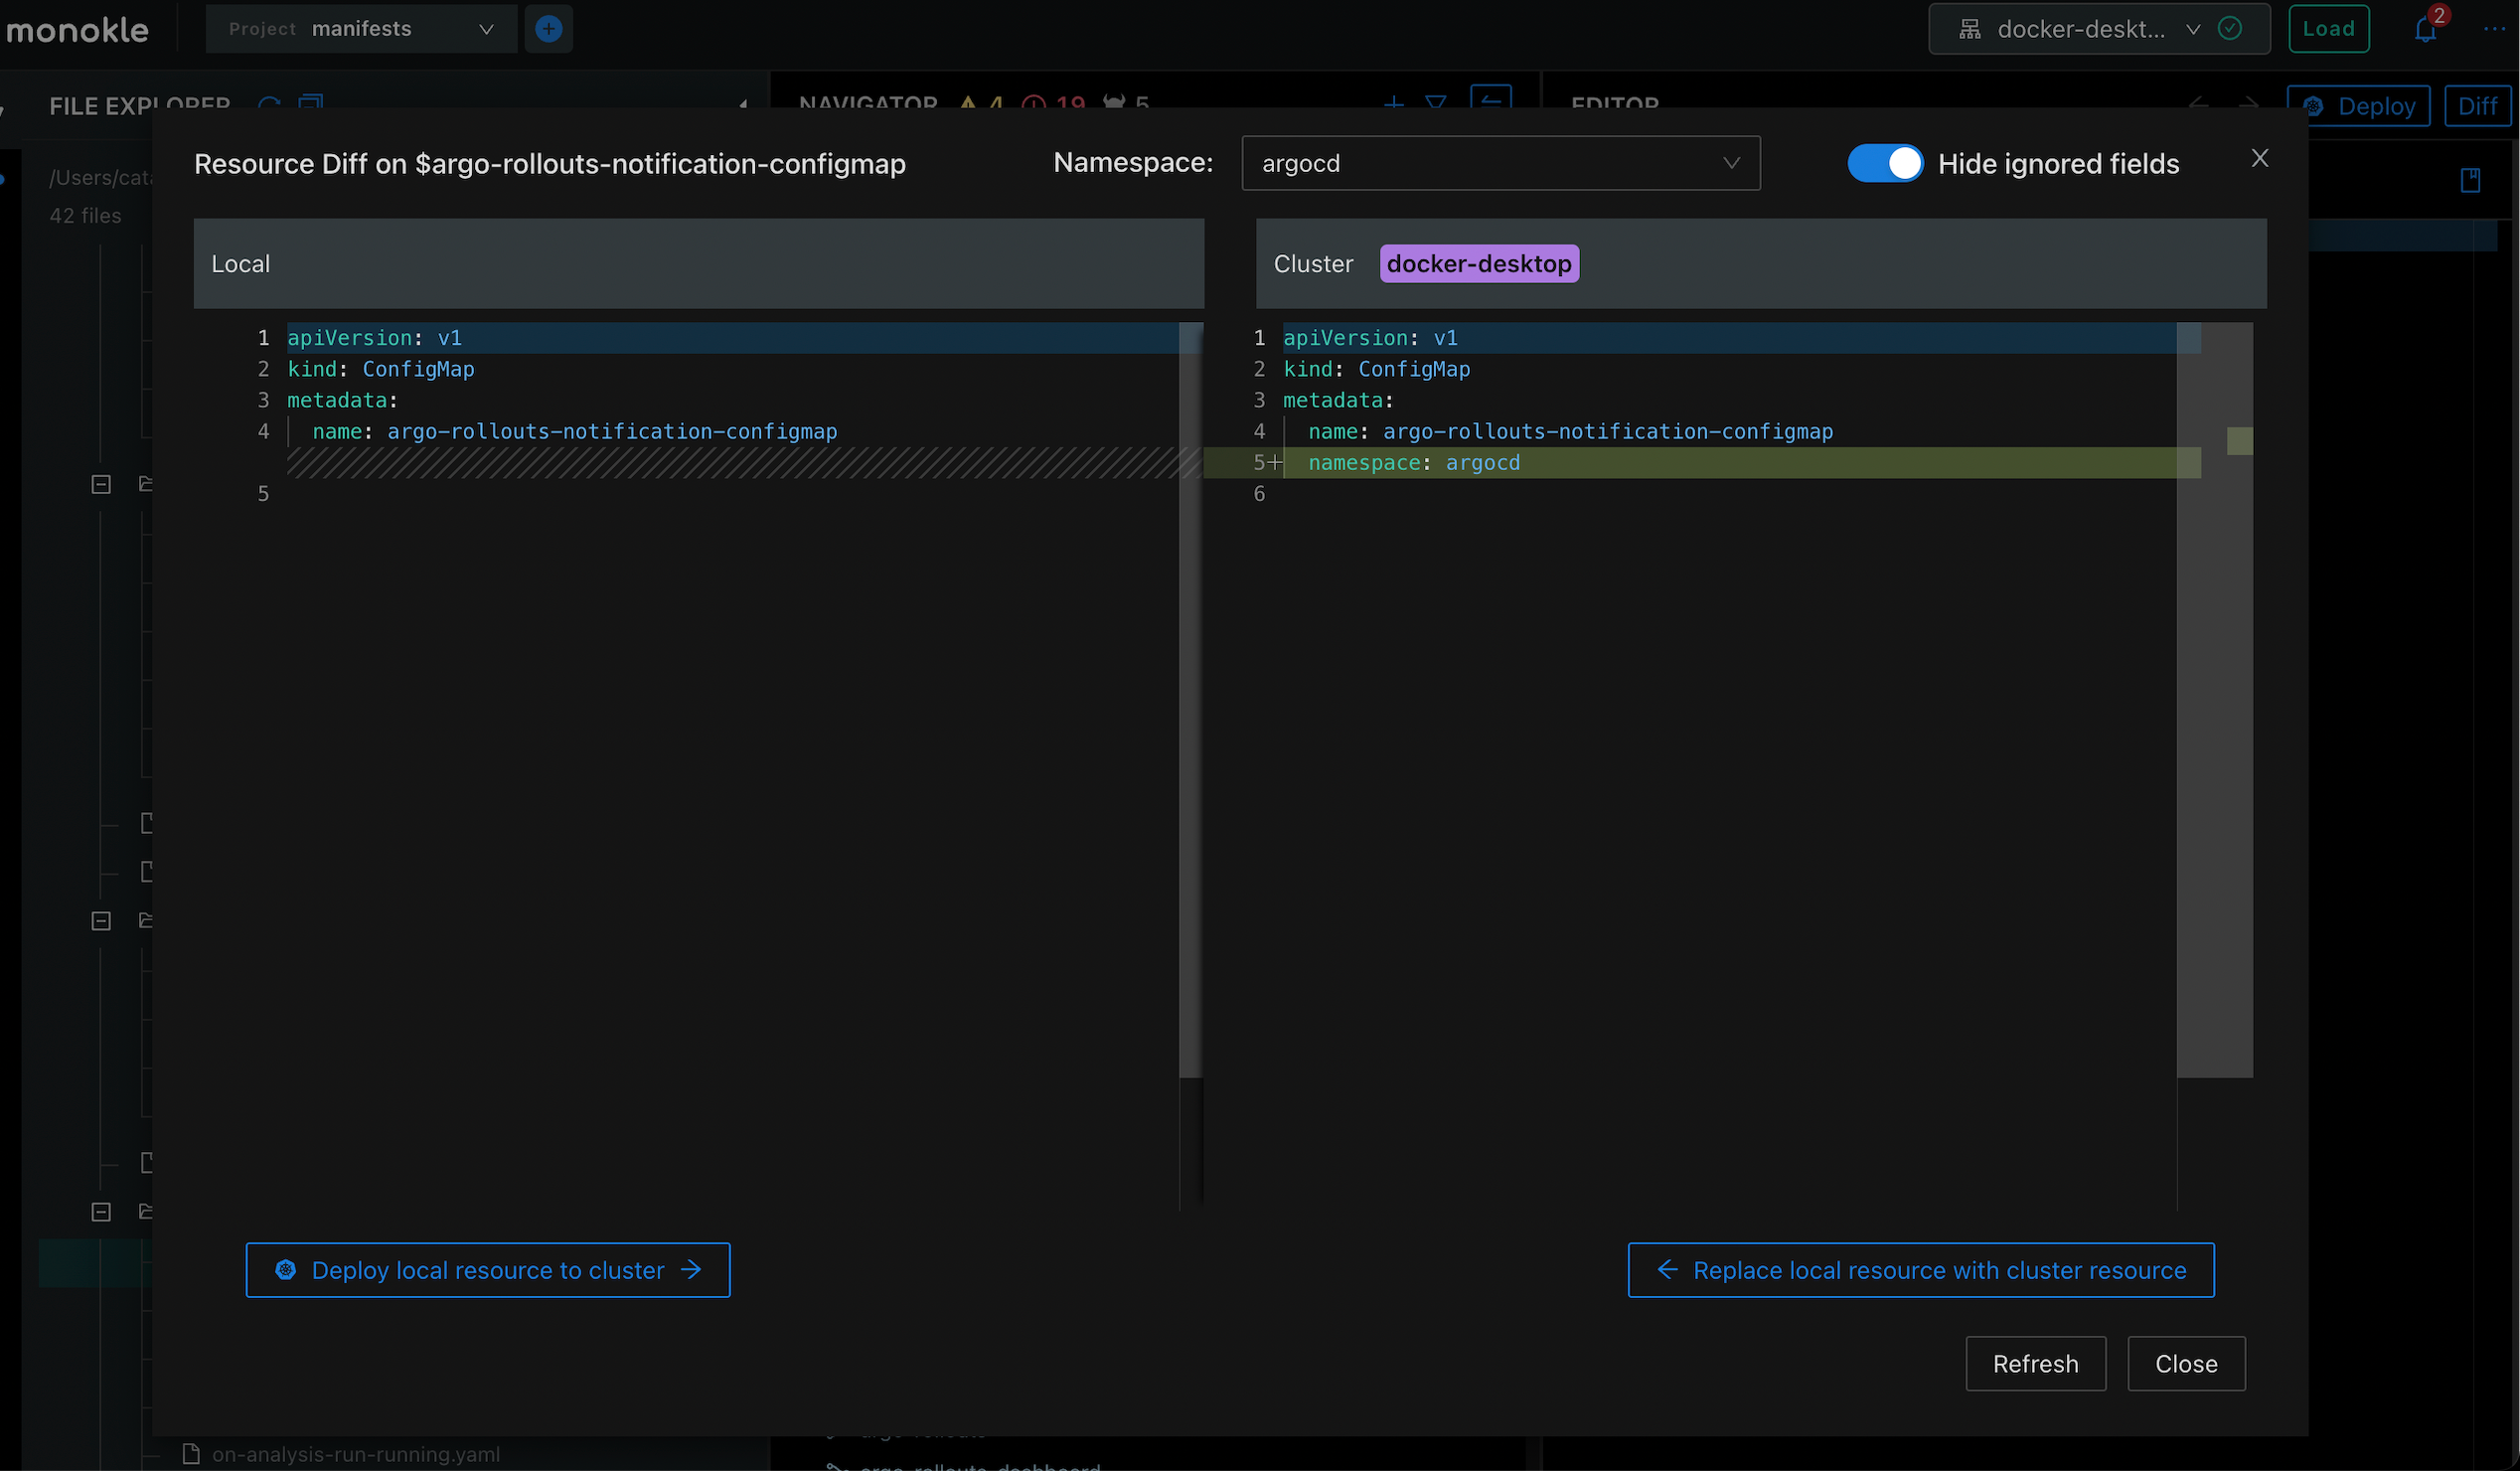 monokle
Project manifests
docker-deskt...
Load
2
FILE EXPLORER
NAVIGATOR 4 19 5
EDITOR
Deploy
Diff
/Users/cata
42 files
Resource Diff on $argo-rollouts-notification-configmap
Namespace: argocd
Hide ignored fields
Local
Cluster docker-desktop
1 apiVersion: v1
2 kind: ConfigMap
3 metadata:
4 name: argo-rollouts-notification-configmap
5
1 apiVersion: v1
2 kind: ConfigMap
3 metadata:
4 name: argo-rollouts-notification-configmap
5+ namespace: argocd
6
Deploy local resource to cluster
Replace local resource with cluster resource
Refresh
Close
on-analysis-run-running.yaml
argo-rollouts-dashboard